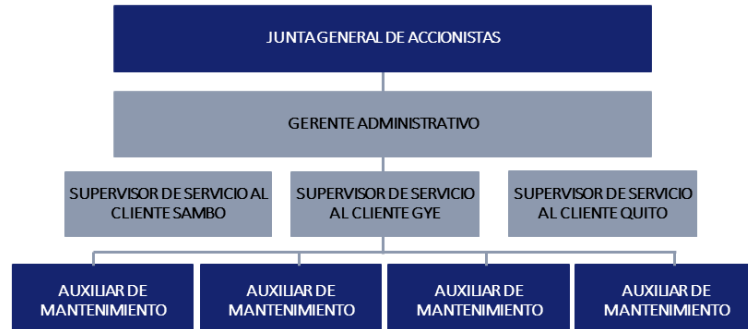 JUNTA GENERAL DE ACCIONISTAS
GERENTE ADMINISTRATIVO
SUPERVISOR DE SERVICIO AL
CLIENTE SAMBO
SUPERVISOR DE SERVICIO
AL CLIENTE GYE
SUPERVISOR DE SERVICIO
AL CLIENTE QUITO
AUXILIAR DE
MANTENIMIENTO
AUXILIAR DE
MANTENIMIENTO
AUXILIAR DE
MANTENIMIENTO
AUXILIAR DE
MANTENIMIENTO